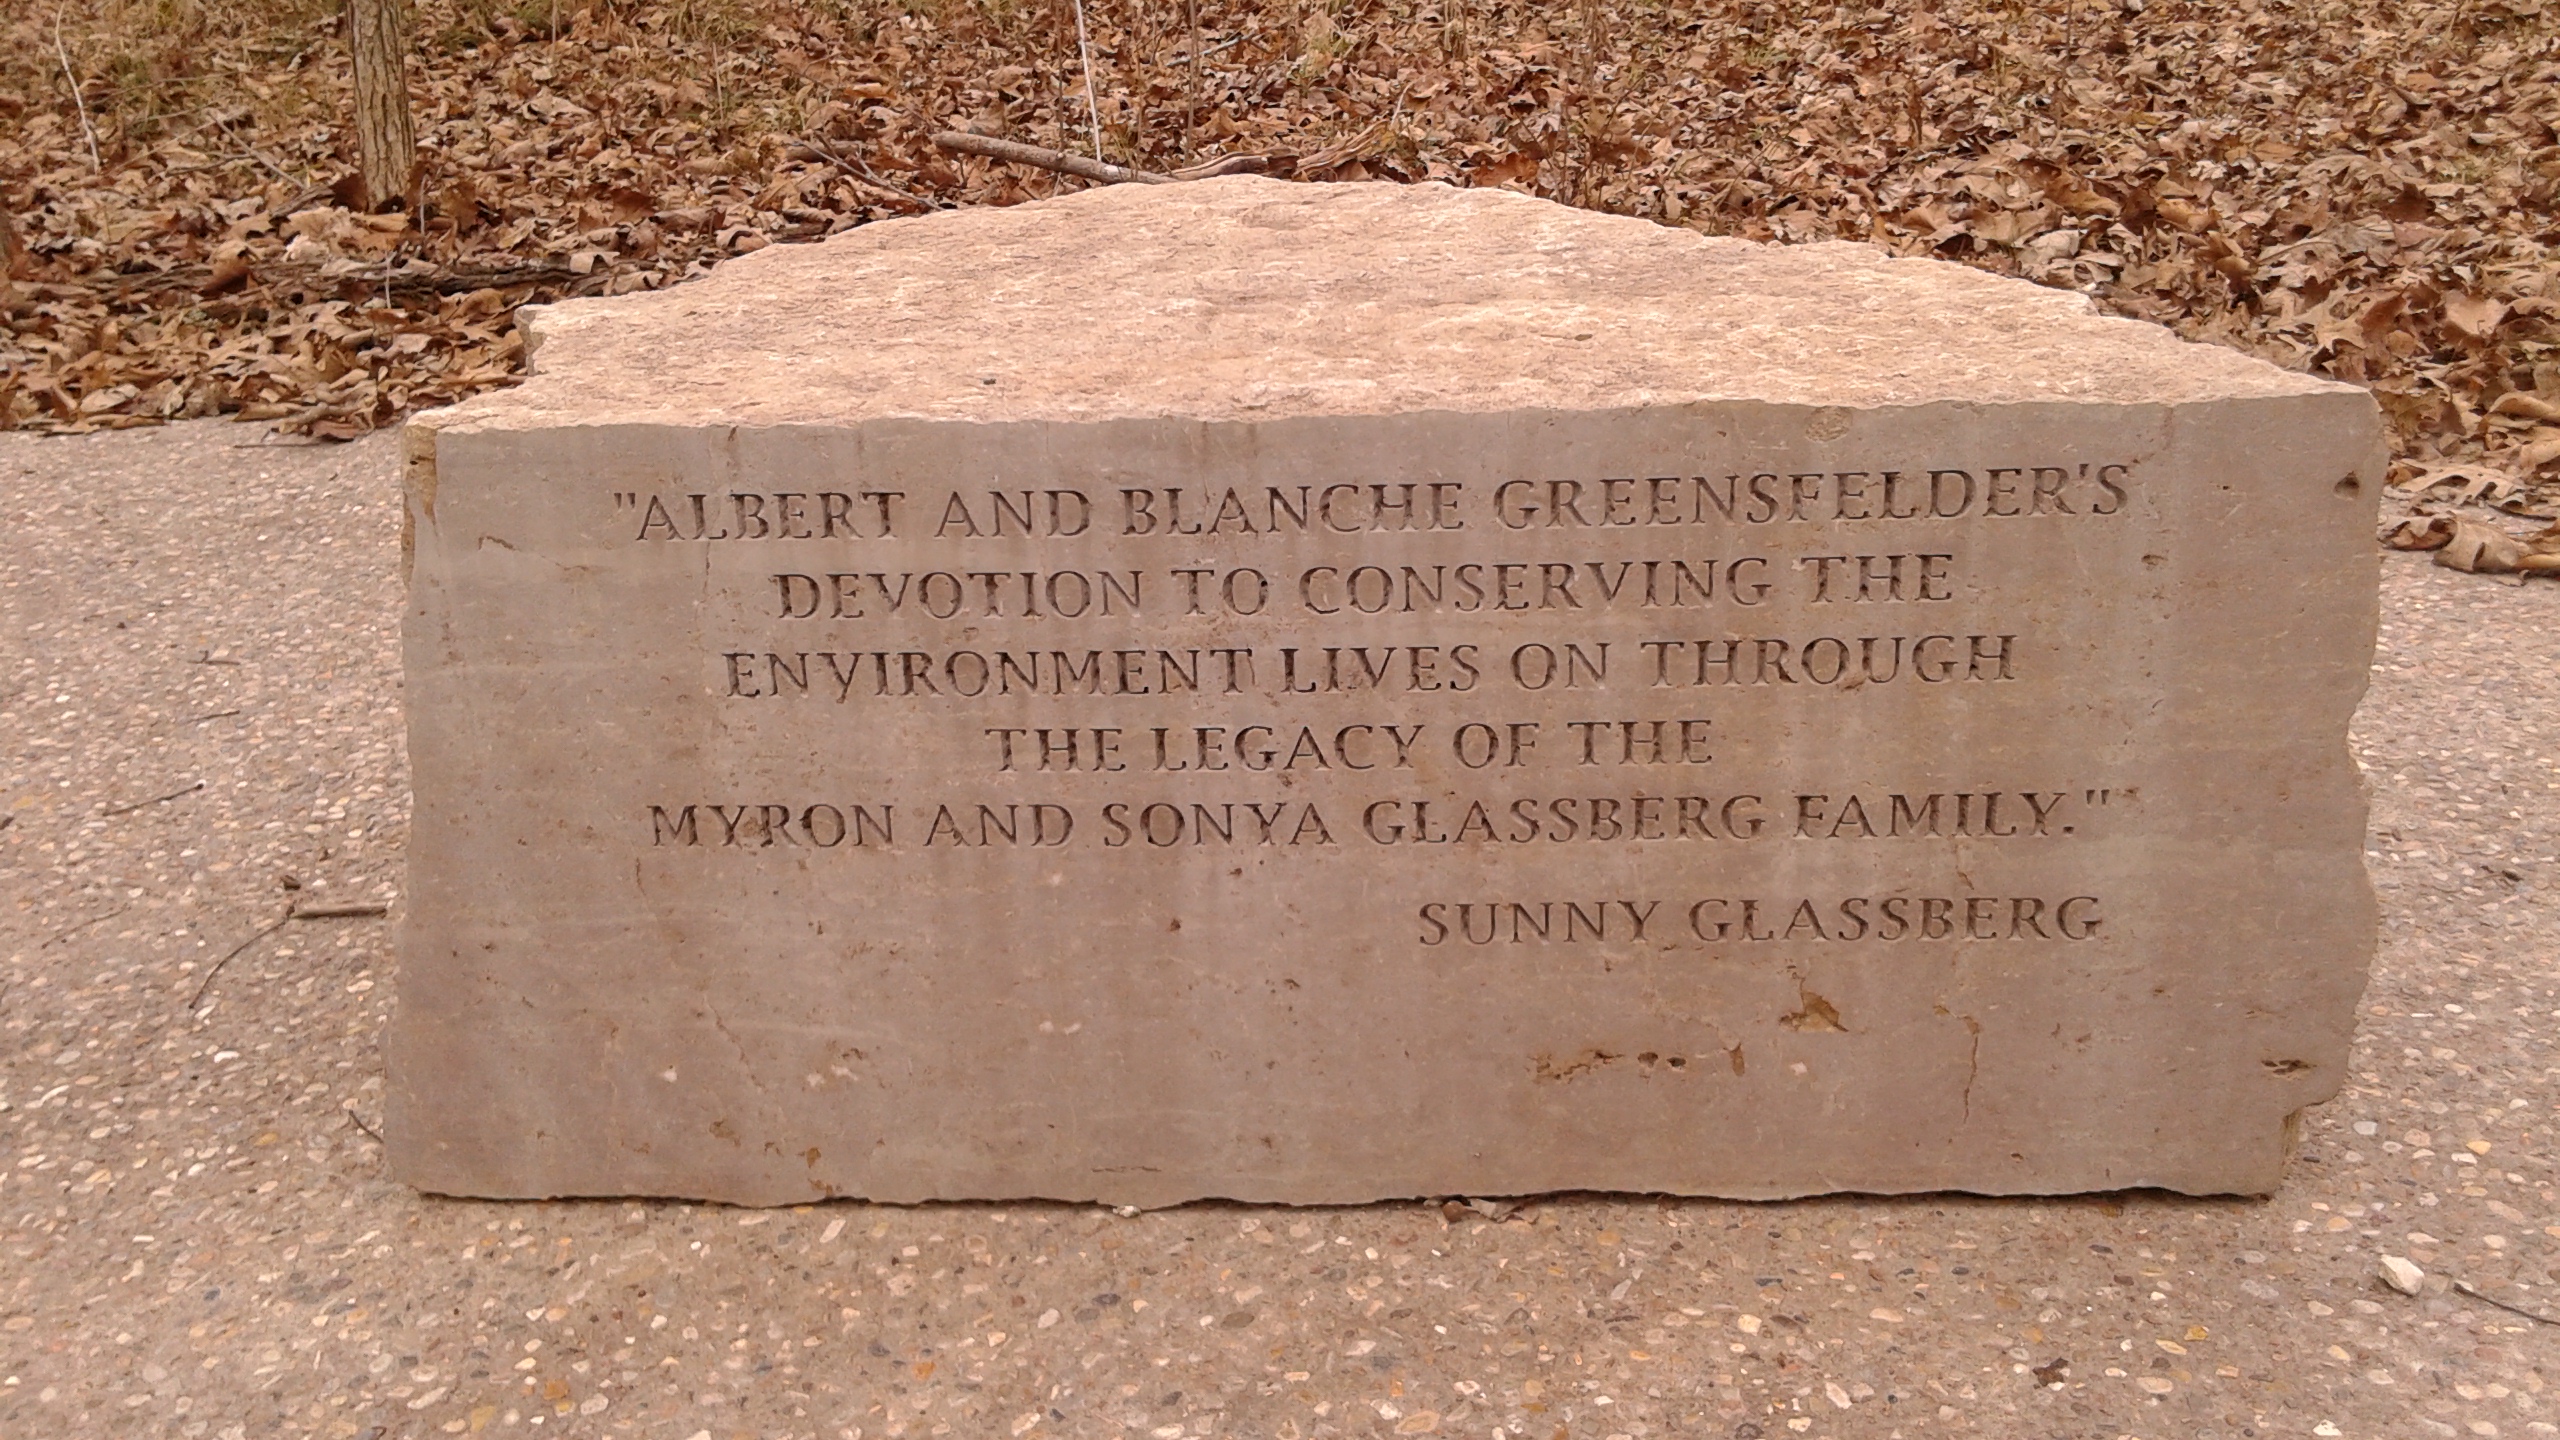 "ALBERT AND BLANCHE GREENSFELDER'S
DEVOTION TO CONSERVING THE
ENVIRONMENT LIVES ON THROUGH
THE LEGACY OF THE
MYRON AND SONYA GLASSBERG FAMILY."
SUNNY GLASSBERG